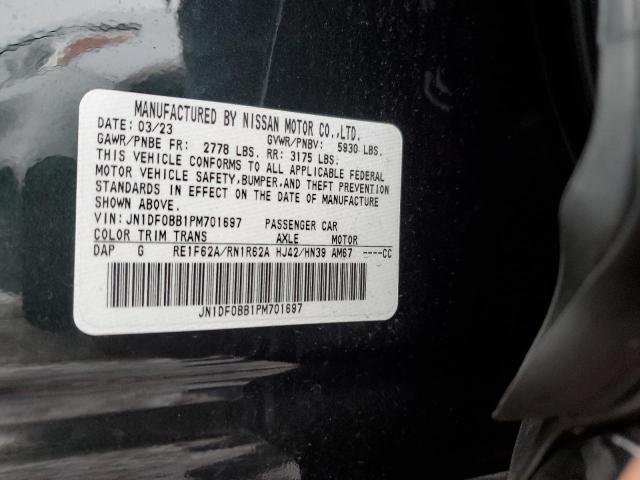 MANUFACTURED BY NISSAN MOTOR CO.,LTD.
DATE: 03/23 GVWR/PNBV: 5930 LBS.
GAWR/PNBE FR: 2778 LBS. RR: 3175 LBS.
THIS VEHICLE CONFORMS TO ALL APPLICABLE FEDERAL
MOTOR VEHICLE SAFETY,BUMPER,AND THEFT PREVENTION
STANDARDS IN EFFECT ON THE DATE OF MANUFACTURE
SHOWN ABOVE.
VIN: JN1DF0BB1PM701697 PASSENGER CAR
COLOR TRIM TRANS AXLE MOTOR
DAP G RE1F62A/RN1R62A HJ42/HN39 AM67 ----CC
JN1DF0BB1PM701697